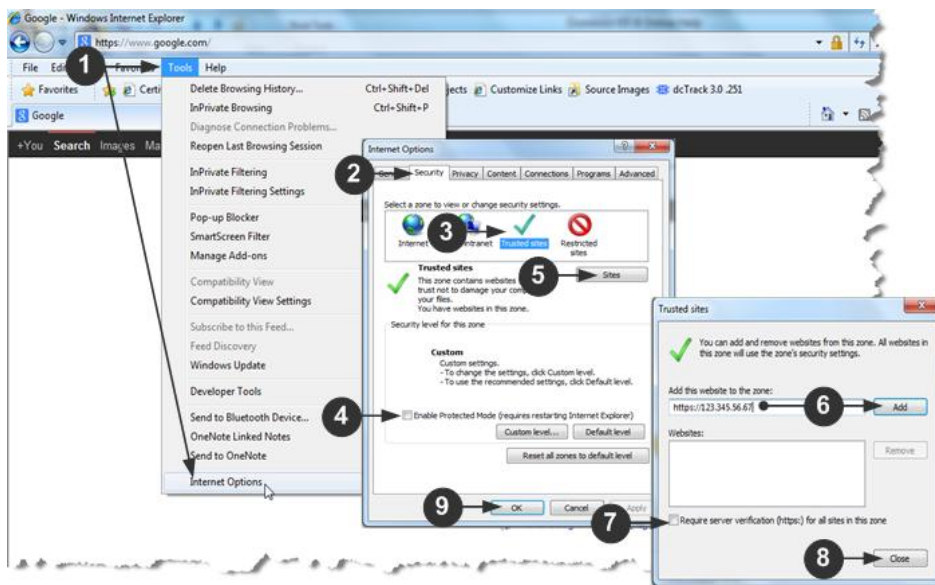 Google - Windows Internet Explorer
https://www.google.com/
File Edi Favorites Tools Help
Favorites Certi jects Customize Links Source Images dcTrack 3.0 .251
Google
+You Search Images Ma
Delete Browsing History... Ctrl+Shift+Del
InPrivate Browsing Ctrl+Shift+P
Diagnose Connection Problems...
Reopen Last Browsing Session
InPrivate Filtering
InPrivate Filtering Settings
Pop-up Blocker
SmartScreen Filter
Manage Add-ons
Compatibility View
Compatibility View Settings
Subscribe to this Feed...
Feed Discovery
Windows Update
Developer Tools
Send to Bluetooth Device...
OneNote Linked Notes
Send to OneNote
Internet Options
1
Internet Options
2
Security Privacy Content Connections Programs Advanced
Select a zone to view or change security settings.
3
Internet intranet Trusted sites Restricted
sites
Trusted sites
5
Sites
This zone contains websites
trust not to damage your comp
your files.
You have websites in this zone.
Security level for this zone
Custom
Custom settings.
- To change the settings, click Custom level.
- To use the recommended settings, click Default level.
4
Enable Protected Mode (requires restarting Internet Explorer)
Custom level... Default level
Reset all zones to default level
9
OK Cancel Apply
Trusted sites
You can add and remove websites from this zone. All websites in
this zone will use the zone's security settings.
Add this website to the zone:
https://123.345.56.67 6 Add
Websites:
Remove
7
Require server verification (https:) for all sites in this zone
8
Close